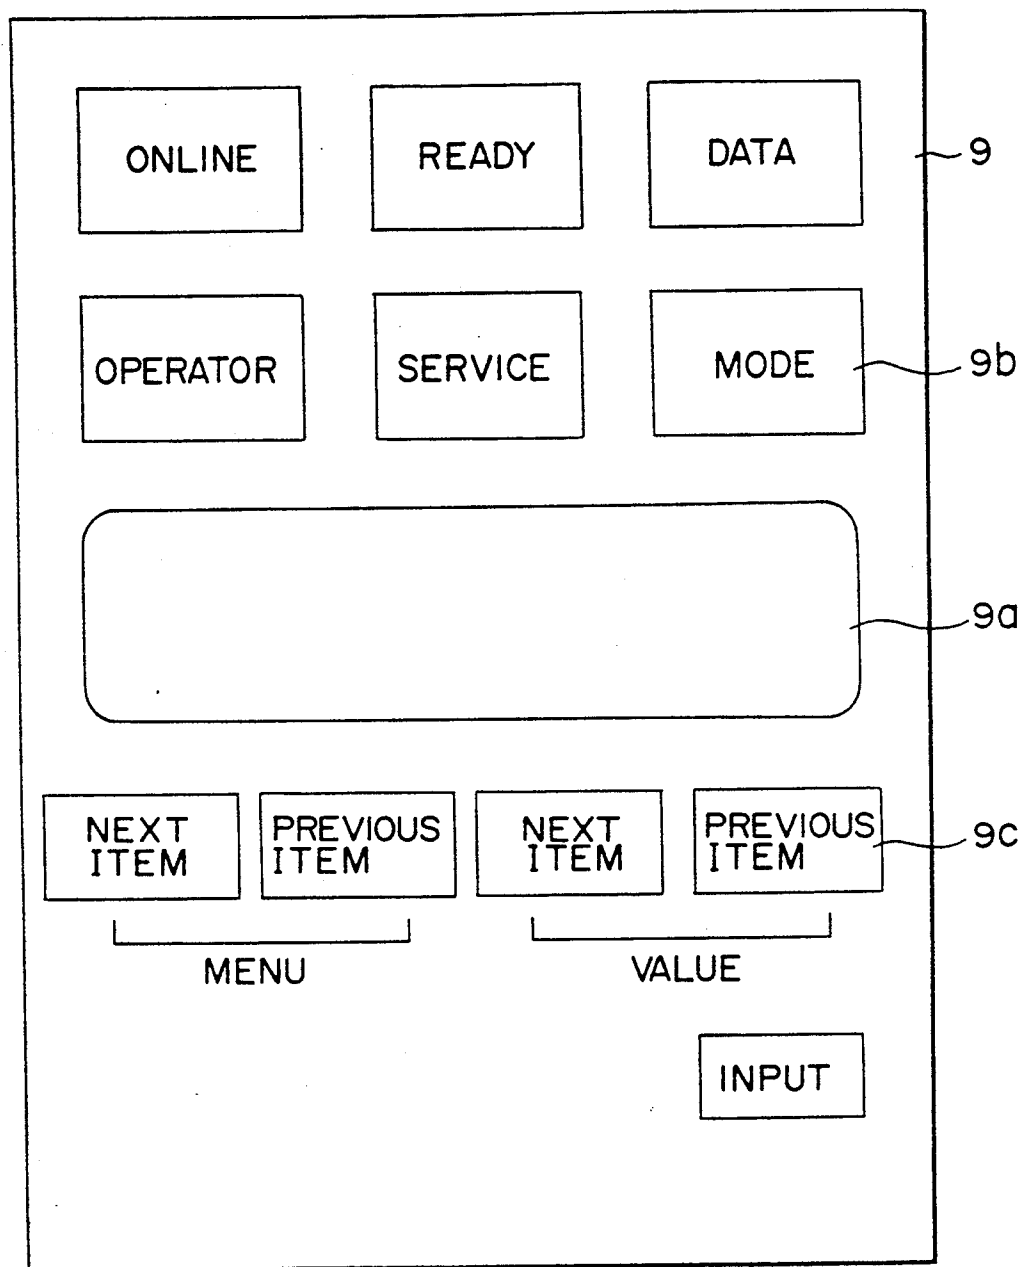 ONLINE
READY
DATA
9
OPERATOR
SERVICE
MODE
9b
9a
NEXT
ITEM
PREVIOUS
ITEM
NEXT
ITEM
PREVIOUS
ITEM
9c
MENU
VALUE
INPUT